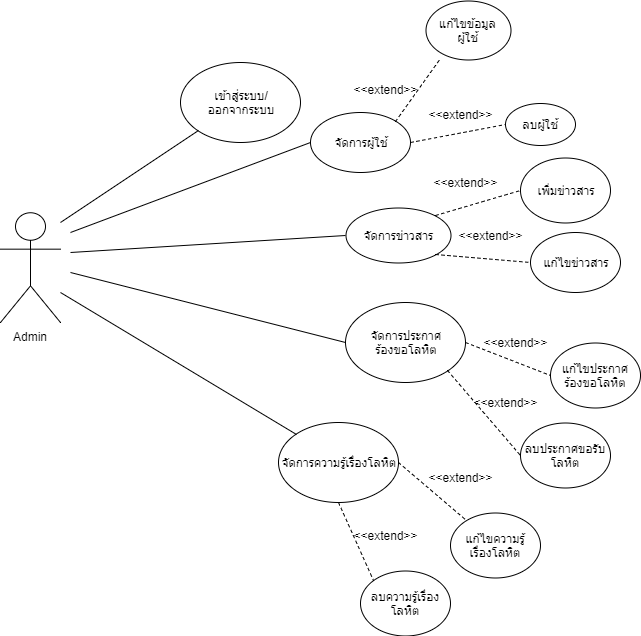 แก้ไขข้อมูล
ผู้ใช้
<<extend>>
เข้าสู่ระบบ/
ออกจากระบบ
<<extend>>
ลบผู้ใช้
จัดการผู้ใช้
<<extend>>
เพิ่มข่าวสาร
จัดการข่าวสาร
<<extend>>
แก้ไขข่าวสาร
Admin
จัดการประกาศ
ร้องขอโลหิต
<<extend>>
แก้ไขประกาศ
ร้องขอโลหิต
<<extend>>
ลบประกาศขอรับ
โลหิต
จัดการความรู้เรื่องโลหิต
<<extend>>
แก้ไขความรู้
เรื่องโลหิต
<<extend>>
ลบความรู้เรื่อง
โลหิต